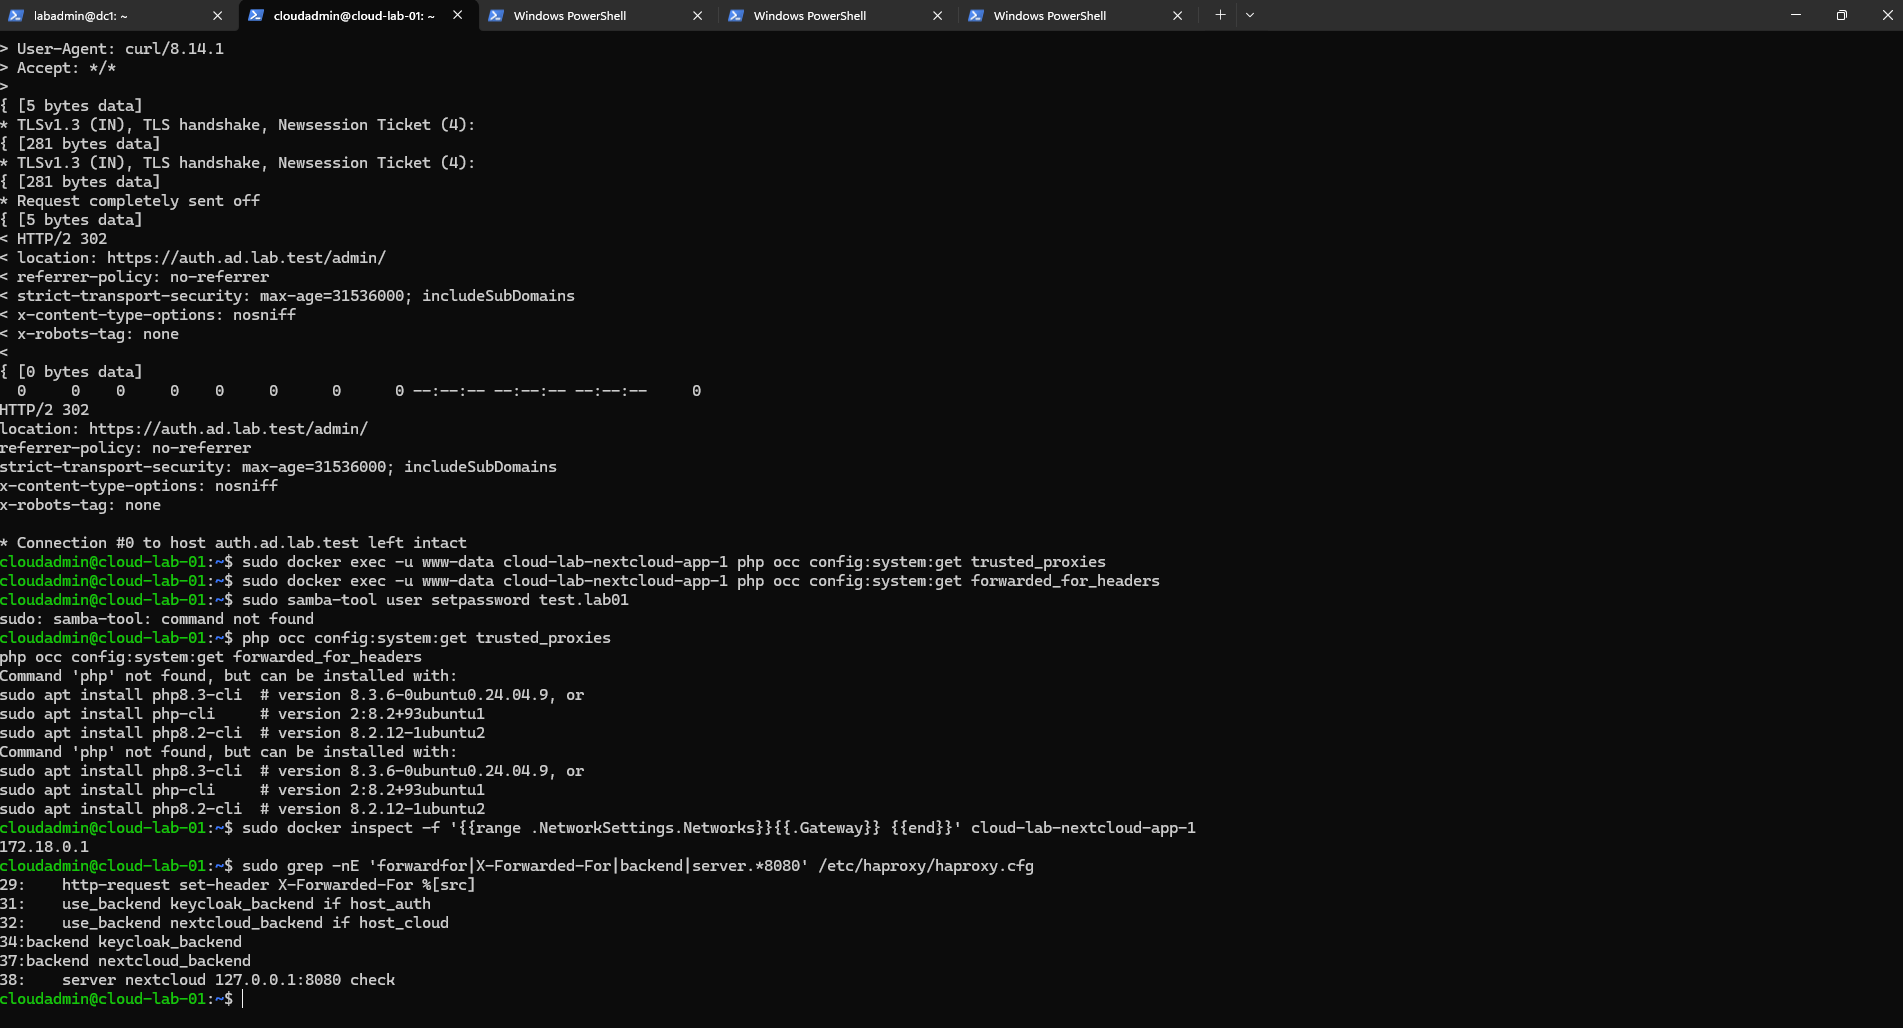 labadmin@dc1: ~
cloudadmin@cloud-lab-01: ~
Windows PowerShell
Windows PowerShell
Windows PowerShell
> User-Agent: curl/8.14.1
> Accept: */*
>
{ [5 bytes data]
* TLSv1.3 (IN), TLS handshake, Newsession Ticket (4):
{ [281 bytes data]
* TLSv1.3 (IN), TLS handshake, Newsession Ticket (4):
{ [281 bytes data]
* Request completely sent off
{ [5 bytes data]
< HTTP/2 302
< location: https://auth.ad.lab.test/admin/
< referrer-policy: no-referrer
< strict-transport-security: max-age=31536000; includeSubDomains
< x-content-type-options: nosniff
< x-robots-tag: none
<
{ [0 bytes data]
  0     0    0     0    0     0      0      0 --:--:-- --:--:-- --:--:--     0
HTTP/2 302
location: https://auth.ad.lab.test/admin/
referrer-policy: no-referrer
strict-transport-security: max-age=31536000; includeSubDomains
x-content-type-options: nosniff
x-robots-tag: none

* Connection #0 to host auth.ad.lab.test left intact
cloudadmin@cloud-lab-01:~$ sudo docker exec -u www-data cloud-lab-nextcloud-app-1 php occ config:system:get trusted_proxies
cloudadmin@cloud-lab-01:~$ sudo docker exec -u www-data cloud-lab-nextcloud-app-1 php occ config:system:get forwarded_for_headers
cloudadmin@cloud-lab-01:~$ sudo samba-tool user setpassword test.lab01
sudo: samba-tool: command not found
cloudadmin@cloud-lab-01:~$ php occ config:system:get trusted_proxies
php occ config:system:get forwarded_for_headers
Command 'php' not found, but can be installed with:
sudo apt install php8.3-cli  # version 8.3.6-0ubuntu0.24.04.9, or
sudo apt install php-cli     # version 2:8.2+93ubuntu1
sudo apt install php8.2-cli  # version 8.2.12-1ubuntu2
Command 'php' not found, but can be installed with:
sudo apt install php8.3-cli  # version 8.3.6-0ubuntu0.24.04.9, or
sudo apt install php-cli     # version 2:8.2+93ubuntu1
sudo apt install php8.2-cli  # version 8.2.12-1ubuntu2
cloudadmin@cloud-lab-01:~$ sudo docker inspect -f '{{range .NetworkSettings.Networks}}{{.Gateway}} {{end}}' cloud-lab-nextcloud-app-1
172.18.0.1
cloudadmin@cloud-lab-01:~$ sudo grep -nE 'forwardfor|X-Forwarded-For|backend|server.*8080' /etc/haproxy/haproxy.cfg
29:    http-request set-header X-Forwarded-For %[src]
31:    use_backend keycloak_backend if host_auth
32:    use_backend nextcloud_backend if host_cloud
34:backend keycloak_backend
37:backend nextcloud_backend
38:    server nextcloud 127.0.0.1:8080 check
cloudadmin@cloud-lab-01:~$